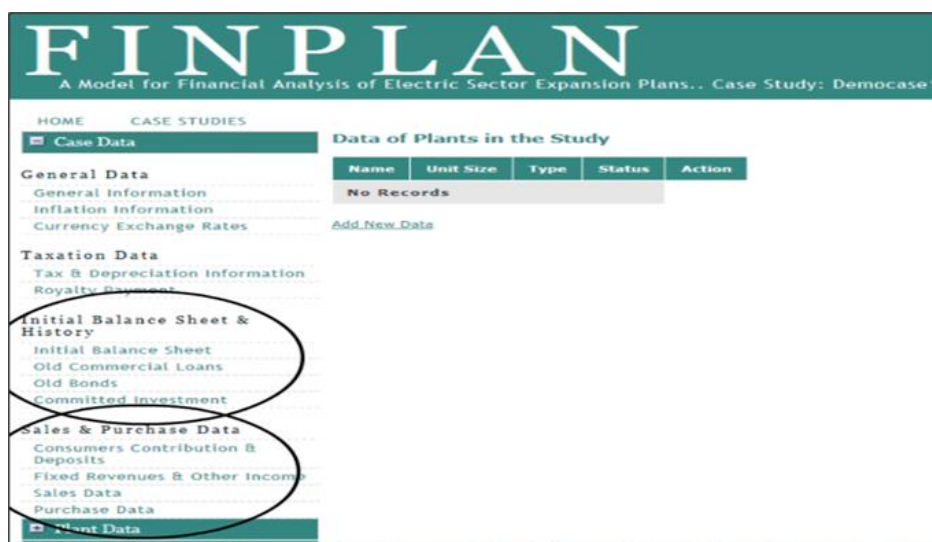 FINPLAN
A Model for Financial Analysis of Electric Sector Expansion Plans.. Case Study: Democase
HOME CASE STUDIES
Case Data
General Data
General Information
Inflation Information
Currency Exchange Rates
Taxation Data
Tax & Depreciation Information
Royalty Payment
Initial Balance Sheet &
History
Initial Balance Sheet
Old Commercial Loans
Old Bonds
Committed Investment
Sales & Purchase Data
Consumers Contribution &
Deposits
Fixed Revenues & Other Income
Sales Data
Purchase Data
Plant Data
Data of Plants in the Study
Name Unit Size Type Status Action
No Records
Add New Data